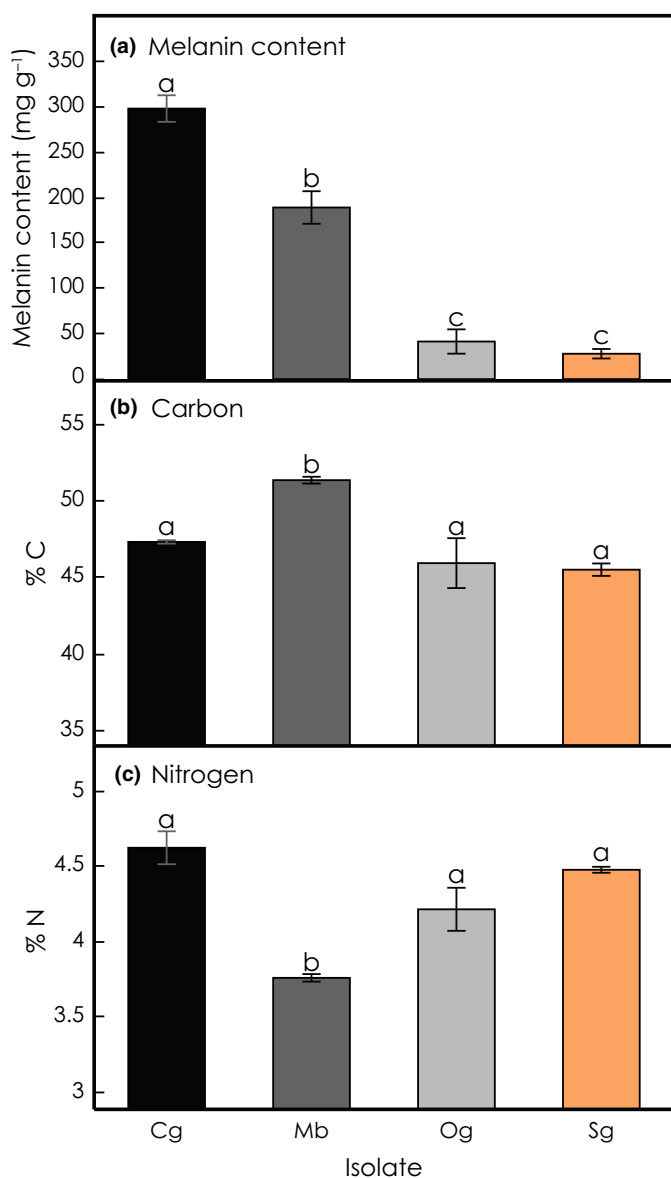 (a) Melanin content
Melanin content (mg g⁻¹)
350
300
250
200
150
100
50
0
a
b
c
c
(b) Carbon
% C
55
50
45
40
35
a
b
a
a
(c) Nitrogen
% N
5
4.5
4
3.5
3
a
b
a
a
Cg Mb Og Sg
Isolate